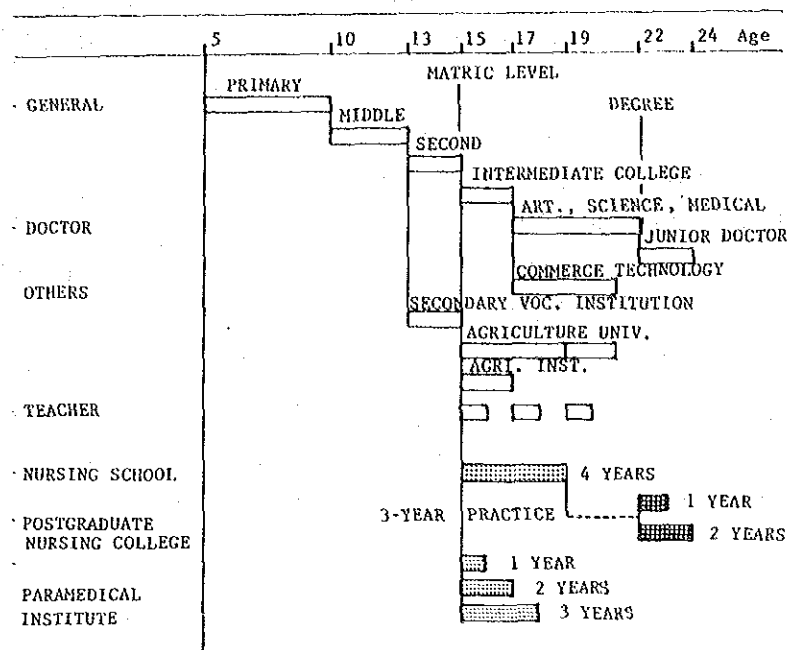 5 10 13 15 17 19 22 24 Age
MATRIC LEVEL
PRIMARY
DEGREE
GENERAL
MIDDLE
SECOND
INTERMEDIATE COLLEGE
ART., SCIENCE, MEDICAL
DOCTOR
JUNIOR DOCTOR
COMMERCE TECHNOLOGY
OTHERS
SECONDARY VOC. INSTITUTION
AGRICULTURE UNIV.
AGRI. INST.
TEACHER
NURSING SCHOOL
4 YEARS
1 YEAR
3-YEAR PRACTICE
POSTGRADUATE
NURSING COLLEGE
2 YEARS
1 YEAR
PARAMEDICAL
INSTITUTE
2 YEARS
3 YEARS